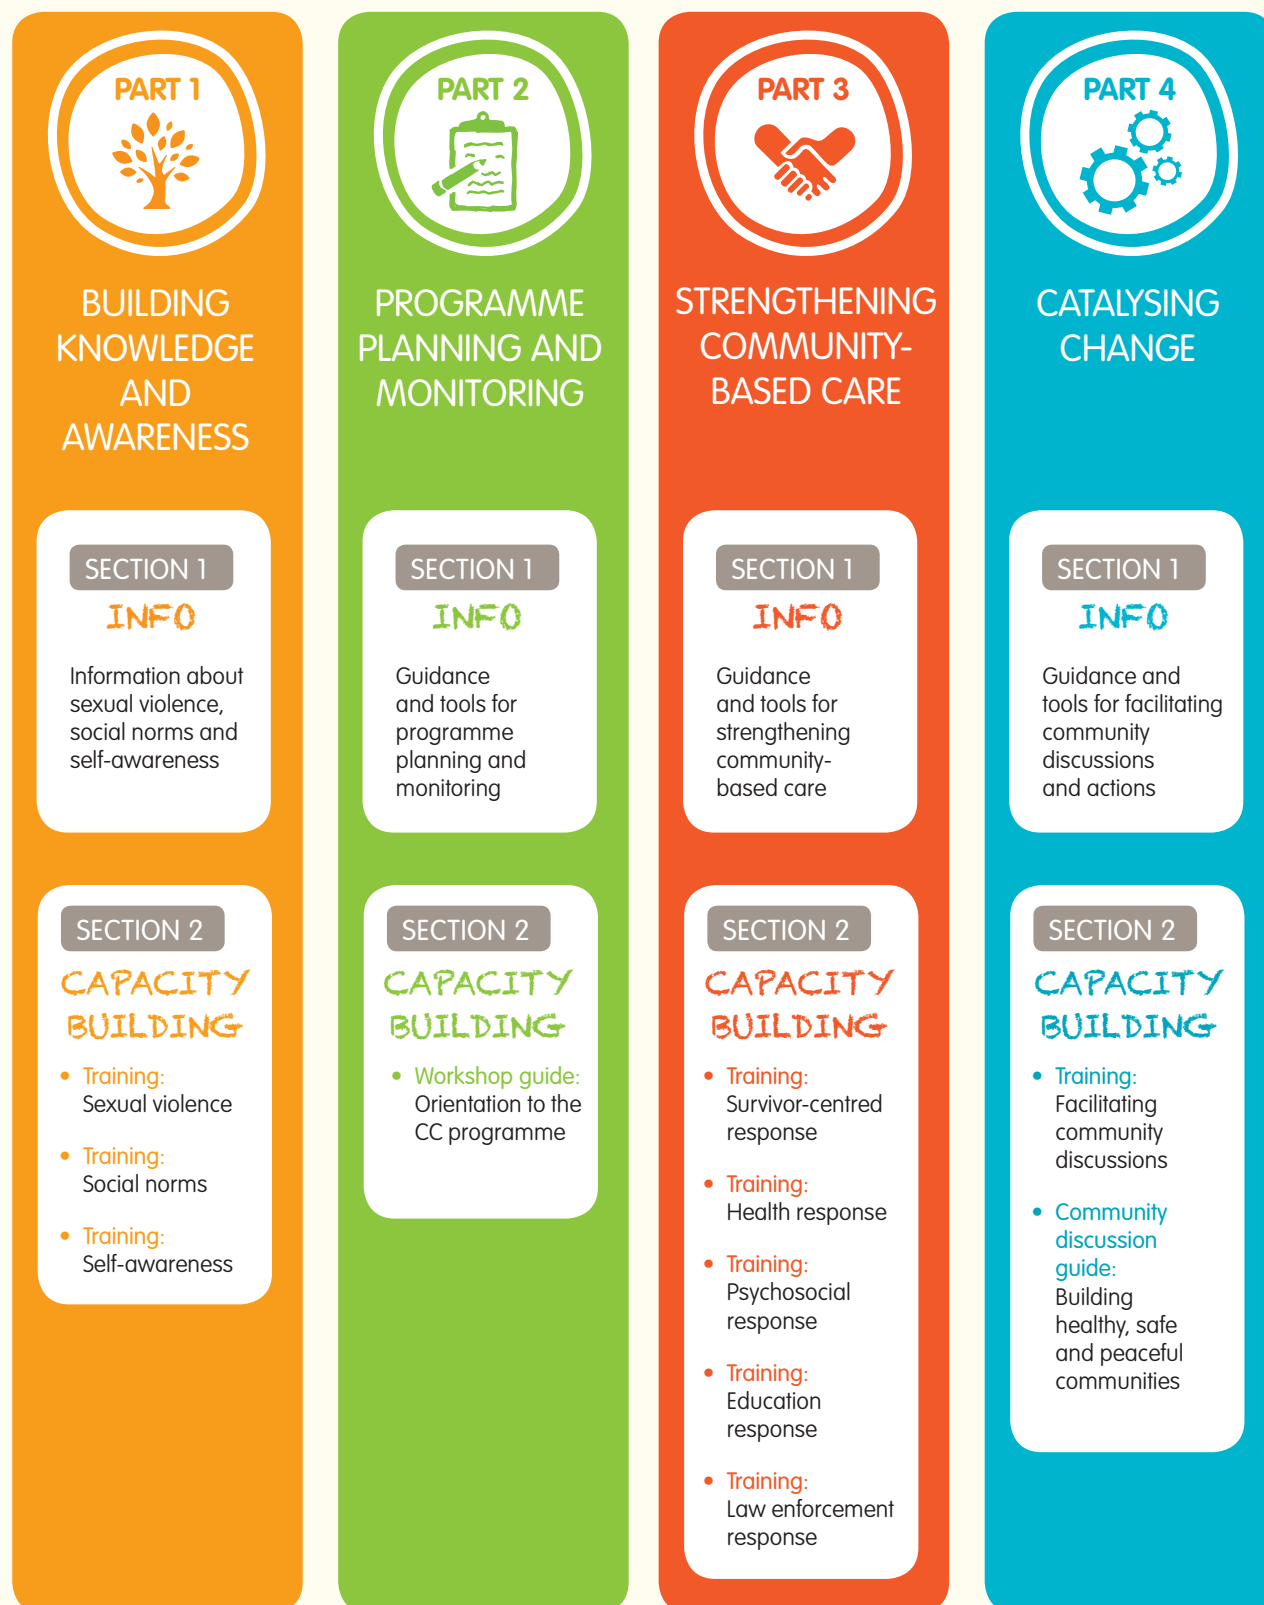 PART 1
BUILDING
KNOWLEDGE
AND
AWARENESS
SECTION 1
INFO
Information about
sexual violence,
social norms and
self-awareness
SECTION 2
CAPACITY
BUILDING
• Training:
Sexual violence
• Training:
Social norms
• Training:
Self-awareness
PART 2
PROGRAMME
PLANNING AND
MONITORING
SECTION 1
INFO
Guidance
and tools for
programme
planning and
monitoring
SECTION 2
CAPACITY
BUILDING
• Workshop guide:
Orientation to the
CC programme
PART 3
STRENGTHENING
COMMUNITY-
BASED CARE
SECTION 1
INFO
Guidance
and tools for
strengthening
community-
based care
SECTION 2
CAPACITY
BUILDING
• Training:
Survivor-centred
response
• Training:
Health response
• Training:
Psychosocial
response
• Training:
Education
response
• Training:
Law enforcement
response
PART 4
CATALYSING
CHANGE
SECTION 1
INFO
Guidance and
tools for facilitating
community
discussions
and actions
SECTION 2
CAPACITY
BUILDING
• Training:
Facilitating
community
discussions
• Community
discussion
guide:
Building
healthy, safe
and peaceful
communities